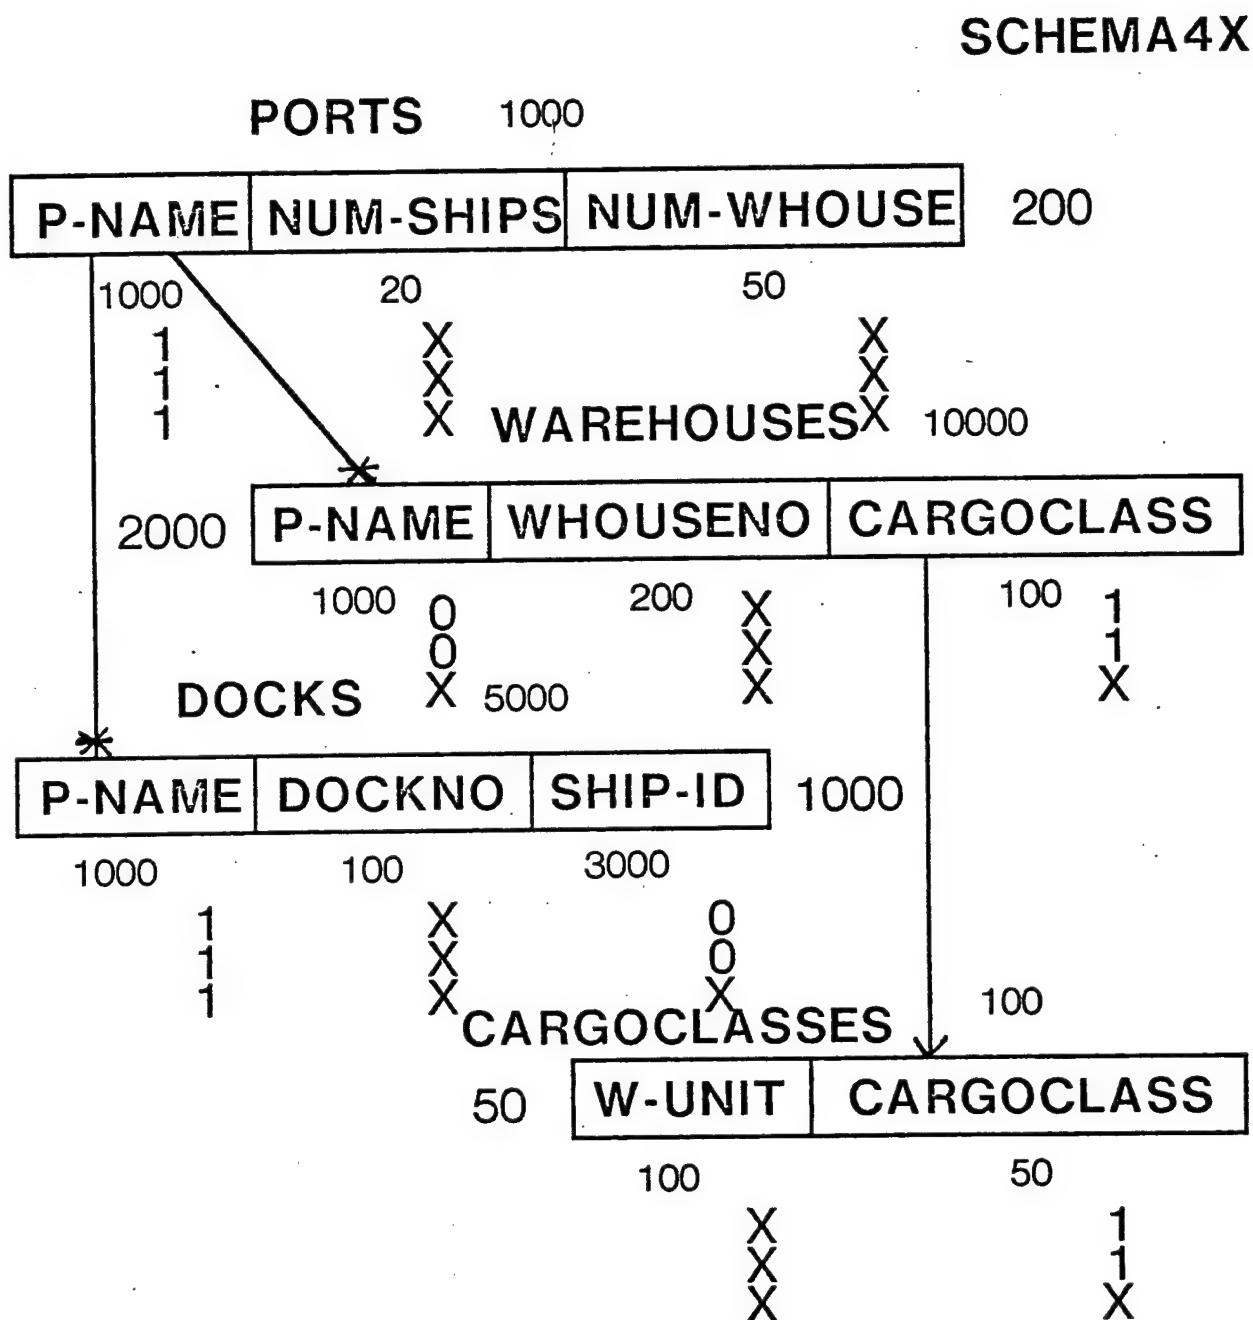 SCHEMA4X
PORTS 1000
P-NAME NUM-SHIPS NUM-WHOUSE 200
1000 20 50
1 X X
1 X X
1 X X
WAREHOUSES 10000
2000 P-NAME WHOUSENO CARGOCLASS
1000 200 100
0 X 1
0 X 1
X X X
DOCKS 5000
P-NAME DOCKNO SHIP-ID 1000
1000 100 3000
1 X 0
1 X 0
1 X X
CARGOCLASSES 100
50 W-UNIT CARGOCLASS
100 50
X 1
X 1
X X